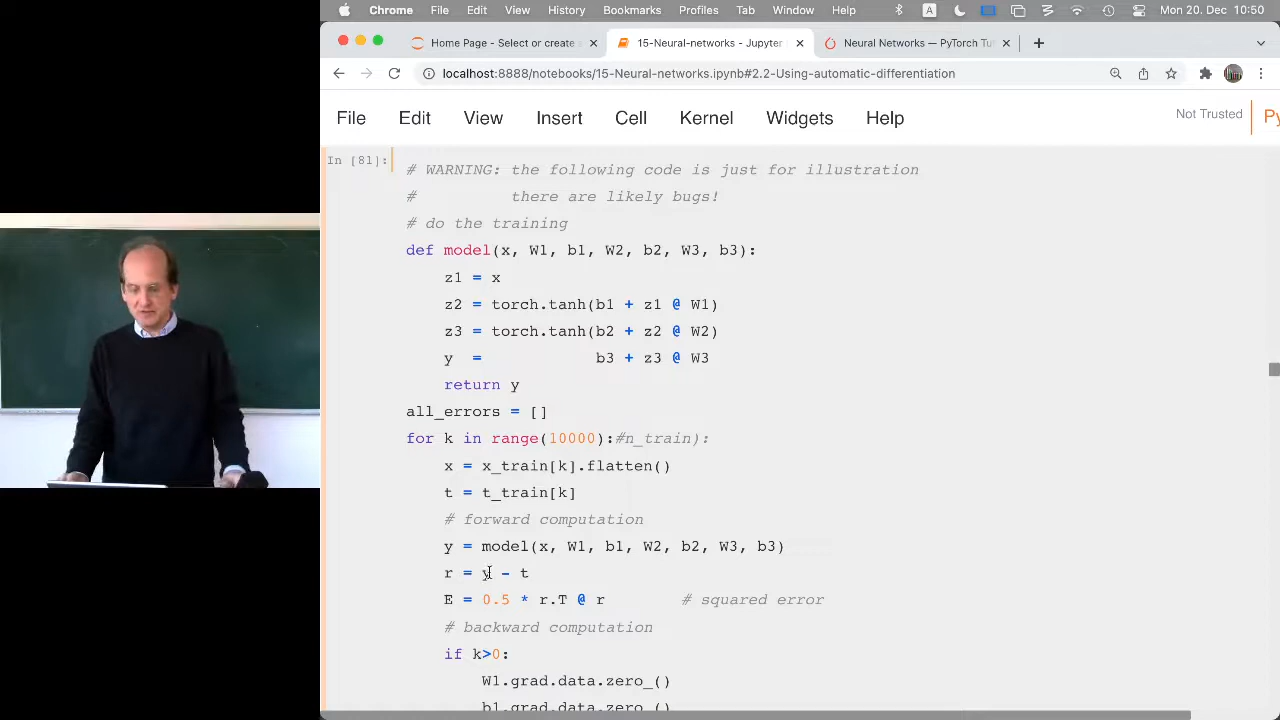 Chrome File Edit View History Bookmarks Profiles Tab Window Help A Mon 20. Dec 10:50
Home Page - Select or create a 15-Neural-networks - Jupyter Neural Networks — PyTorch Tut
localhost:8888/notebooks/15-Neural-networks.ipynb#2.2-Using-automatic-differentiation
File Edit View Insert Cell Kernel Widgets Help Not Trusted Py
In [81]:
# WARNING: the following code is just for illustration
# there are likely bugs!
# do the training
def model(x, W1, b1, W2, b2, W3, b3):
z1 = x
z2 = torch.tanh(b1 + z1 @ W1)
z3 = torch.tanh(b2 + z2 @ W2)
y = b3 + z3 @ W3
return y
all_errors = []
for k in range(10000):#n_train):
x = x_train[k].flatten()
t = t_train[k]
# forward computation
y = model(x, W1, b1, W2, b2, W3, b3)
r = y - t
E = 0.5 * r.T @ r # squared error
# backward computation
if k>0:
W1.grad.data.zero_()
b1.grad.data.zero_()